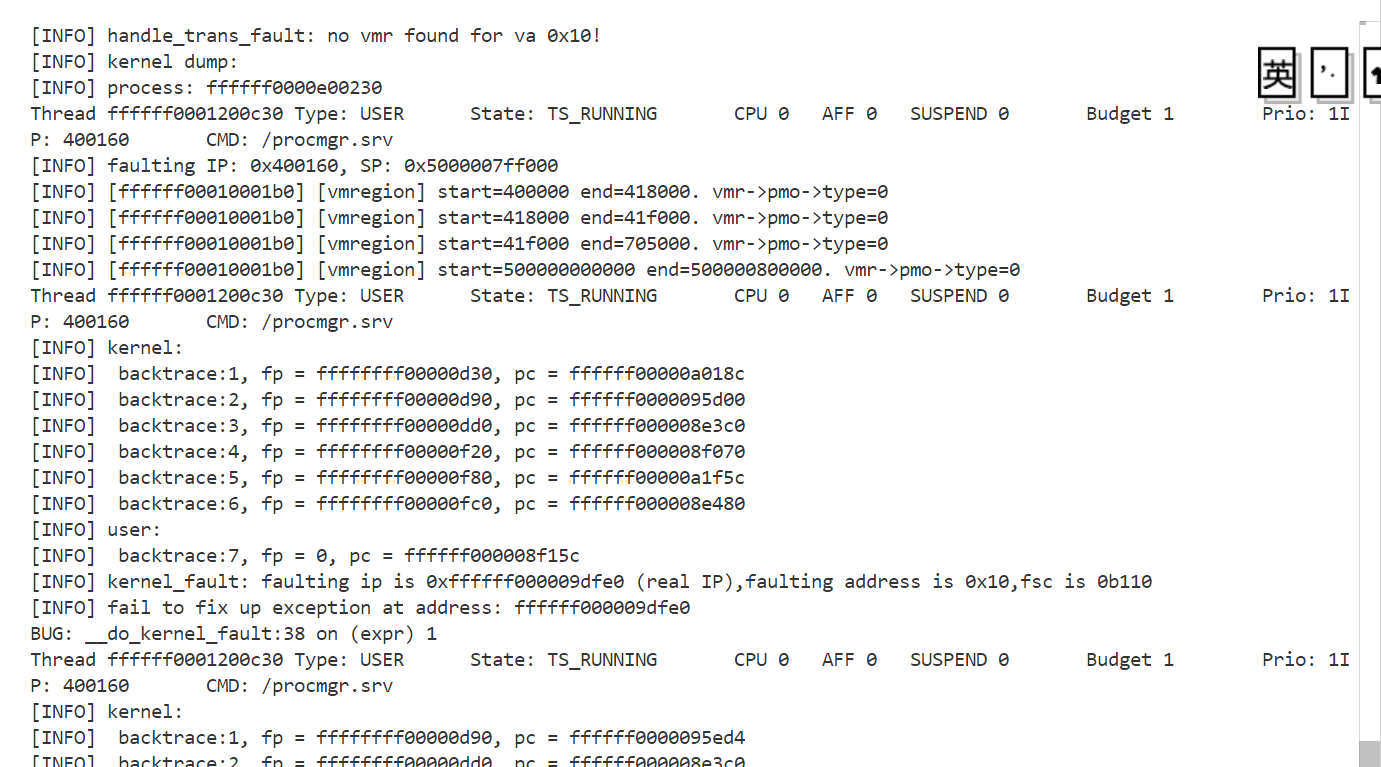 [INFO] handle_trans_fault: no vmr found for va 0x10!
[INFO] kernel dump:
[INFO] process: ffffff0000e00230
Thread ffffff0001200c30 Type: USER      State: TS_RUNNING       CPU 0   AFF 0   SUSPEND 0       Budget 1        Prio: 1I
P: 400160       CMD: /procmgr.srv
[INFO] faulting IP: 0x400160, SP: 0x5000007ff000
[INFO] [ffffff00010001b0] [vmregion] start=400000 end=418000. vmr->pmo->type=0
[INFO] [ffffff00010001b0] [vmregion] start=418000 end=41f000. vmr->pmo->type=0
[INFO] [ffffff00010001b0] [vmregion] start=41f000 end=705000. vmr->pmo->type=0
[INFO] [ffffff00010001b0] [vmregion] start=500000000000 end=500000800000. vmr->pmo->type=0
Thread ffffff0001200c30 Type: USER      State: TS_RUNNING       CPU 0   AFF 0   SUSPEND 0       Budget 1        Prio: 1I
P: 400160       CMD: /procmgr.srv
[INFO] kernel:
[INFO]  backtrace:1, fp = ffffffff00000d30, pc = ffffff00000a018c
[INFO]  backtrace:2, fp = ffffffff00000d90, pc = ffffff0000095d00
[INFO]  backtrace:3, fp = ffffffff00000dd0, pc = ffffff000008e3c0
[INFO]  backtrace:4, fp = ffffffff00000f20, pc = ffffff000008f070
[INFO]  backtrace:5, fp = ffffffff00000f80, pc = ffffff00000a1f5c
[INFO]  backtrace:6, fp = ffffffff00000fc0, pc = ffffff000008e480
[INFO] user:
[INFO]  backtrace:7, fp = 0, pc = ffffff000008f15c
[INFO] kernel_fault: faulting ip is 0xffffff000009dfe0 (real IP),faulting address is 0x10,fsc is 0b110
[INFO] fail to fix up exception at address: ffffff000009dfe0
BUG: __do_kernel_fault:38 on (expr) 1
Thread ffffff0001200c30 Type: USER      State: TS_RUNNING       CPU 0   AFF 0   SUSPEND 0       Budget 1        Prio: 1I
P: 400160       CMD: /procmgr.srv
[INFO] kernel:
[INFO]  backtrace:1, fp = ffffffff00000d90, pc = ffffff0000095ed4
[INFO]  backtrace:2, fp = ffffffff00000dd0, pc = ffffff000008e3c0
英